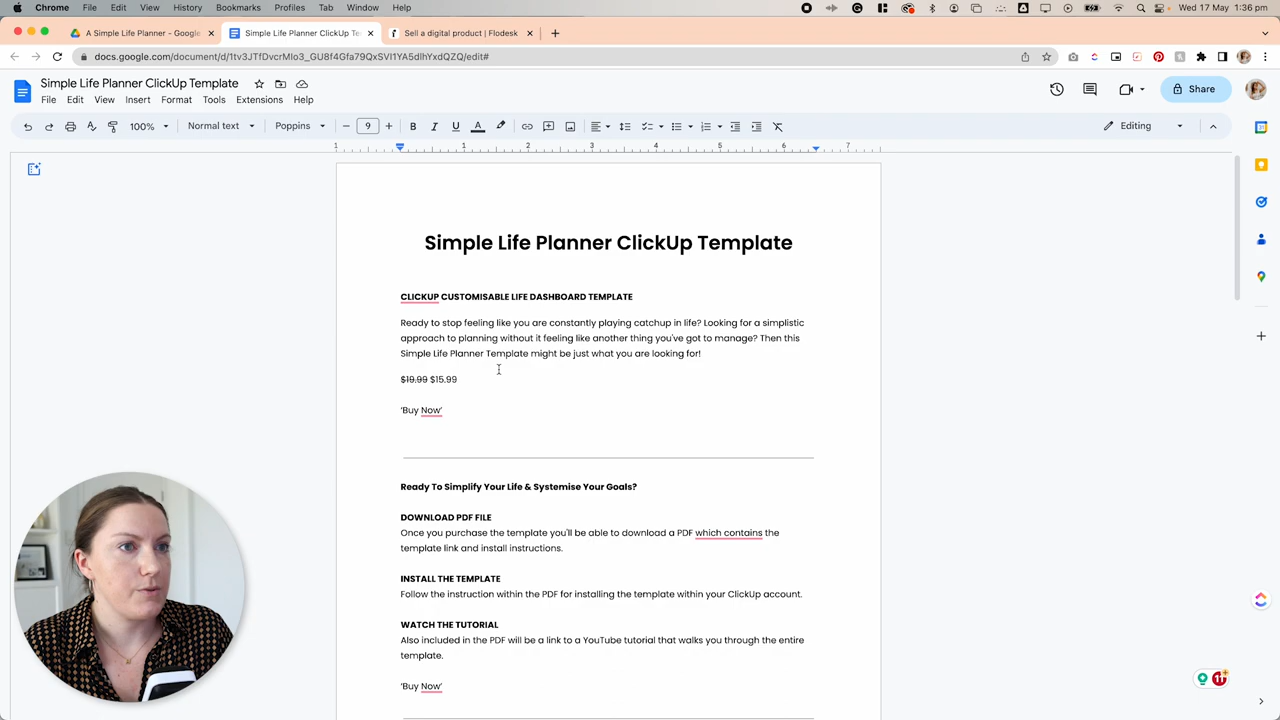 Chrome File Edit View History Bookmarks Profiles Tab Window Help Wed 17 May 1:36 pm
A Simple Life Planner - Google Simple Life Planner ClickUp Te Sell a digital product | Flodesk
docs.google.com/document/d/1tv3JTfDvcrMIo3_GU8f4Gfa79QxSVI1YA5dlhYxdQZQ/edit#
Simple Life Planner ClickUp Template
Share
File Edit View Insert Format Tools Extensions Help
100% Normal text Poppins 9 Editing
1 1 2 3 4 5 6 7
Simple Life Planner ClickUp Template
CLICKUP CUSTOMISABLE LIFE DASHBOARD TEMPLATE
Ready to stop feeling like you are constantly playing catchup in life? Looking for a simplistic
approach to planning without it feeling like another thing you've got to manage? Then this
Simple Life Planner Template might be just what you are looking for!
$19.99 $15.99
'Buy Now'
Ready To Simplify Your Life & Systemise Your Goals?
DOWNLOAD PDF FILE
Once you purchase the template you'll be able to download a PDF which contains the
template link and install instructions.
INSTALL THE TEMPLATE
Follow the instruction within the PDF for installing the template within your ClickUp account.
WATCH THE TUTORIAL
Also included in the PDF will be a link to a YouTube tutorial that walks you through the entire
template.
'Buy Now'